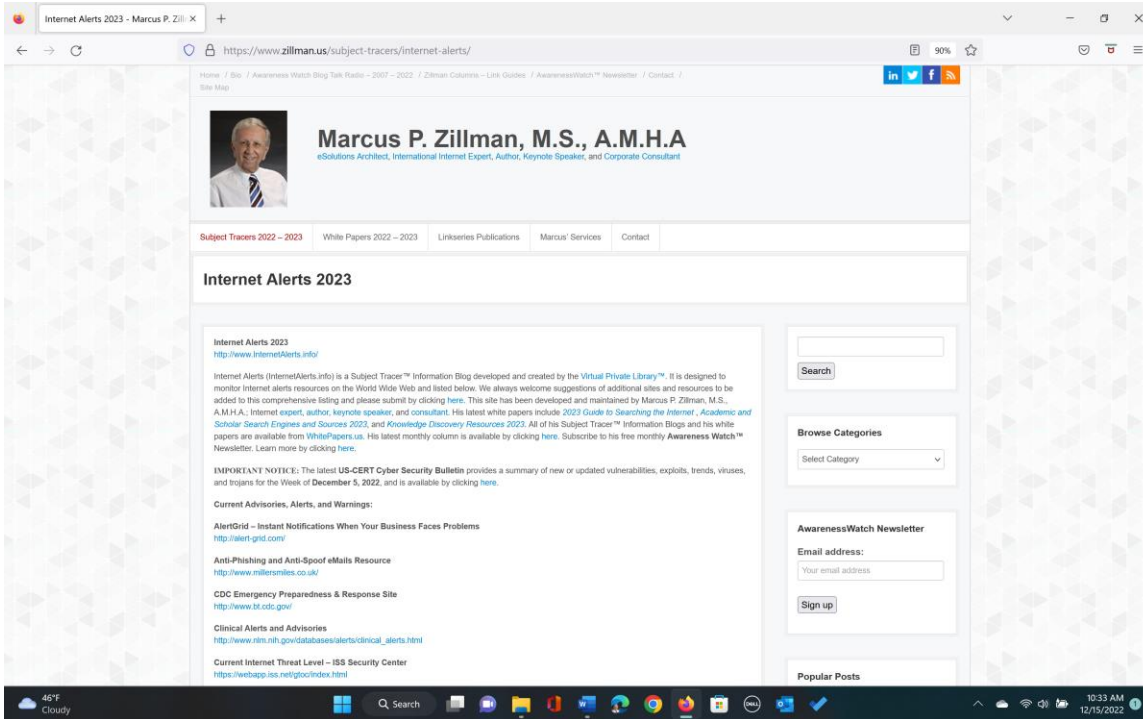 Internet Alerts 2023 - Marcus P. Zill
https://www.zillman.us/subject-tracers/internet-alerts/
90%
Home / Bio / Awareness Watch Blog Talk Radio – 2007 – 2022 / Zillman Columns – Link Guides / AwarenessWatch™ Newsletter / Contact /
Site Map
Marcus P. Zillman, M.S., A.M.H.A
eSolutions Architect, International Internet Expert, Author, Keynote Speaker, and Corporate Consultant
Subject Tracers 2022 – 2023
White Papers 2022 – 2023
Linkseries Publications
Marcus' Services
Contact
Internet Alerts 2023
Internet Alerts 2023
http://www.InternetAlerts.info/
Internet Alerts (InternetAlerts.info) is a Subject Tracer™ Information Blog developed and created by the Virtual Private Library™. It is designed to
monitor Internet alerts resources on the World Wide Web and listed below. We always welcome suggestions of additional sites and resources to be
added to this comprehensive listing and please submit by clicking here. This site has been developed and maintained by Marcus P. Zillman, M.S.,
A.M.H.A.; Internet expert, author, keynote speaker, and consultant. His latest white papers include 2023 Guide to Searching the Internet , Academic and
Scholar Search Engines and Sources 2023, and Knowledge Discovery Resources 2023. All of his Subject Tracer™ Information Blogs and his white
papers are available from WhitePapers.us. His latest monthly column is available by clicking here. Subscribe to his free monthly Awareness Watch™
Newsletter. Learn more by clicking here.
IMPORTANT NOTICE: The latest US-CERT Cyber Security Bulletin provides a summary of new or updated vulnerabilities, exploits, trends, viruses,
and trojans for the Week of December 5, 2022, and is available by clicking here.
Current Advisories, Alerts, and Warnings:
AlertGrid – Instant Notifications When Your Business Faces Problems
http://alert-grid.com/
Anti-Phishing and Anti-Spoof eMails Resource
http://www.millersmiles.co.uk/
CDC Emergency Preparedness & Response Site
http://www.bt.cdc.gov/
Clinical Alerts and Advisories
http://www.nlm.nih.gov/databases/alerts/clinical_alerts.html
Current Internet Threat Level – ISS Security Center
https://webapp.iss.net/gtoc/index.html
Search
Browse Categories
Select Category
AwarenessWatch Newsletter
Email address:
Your email address
Sign up
Popular Posts
46°F
Cloudy
Search
DELL
10:33 AM
12/15/2022